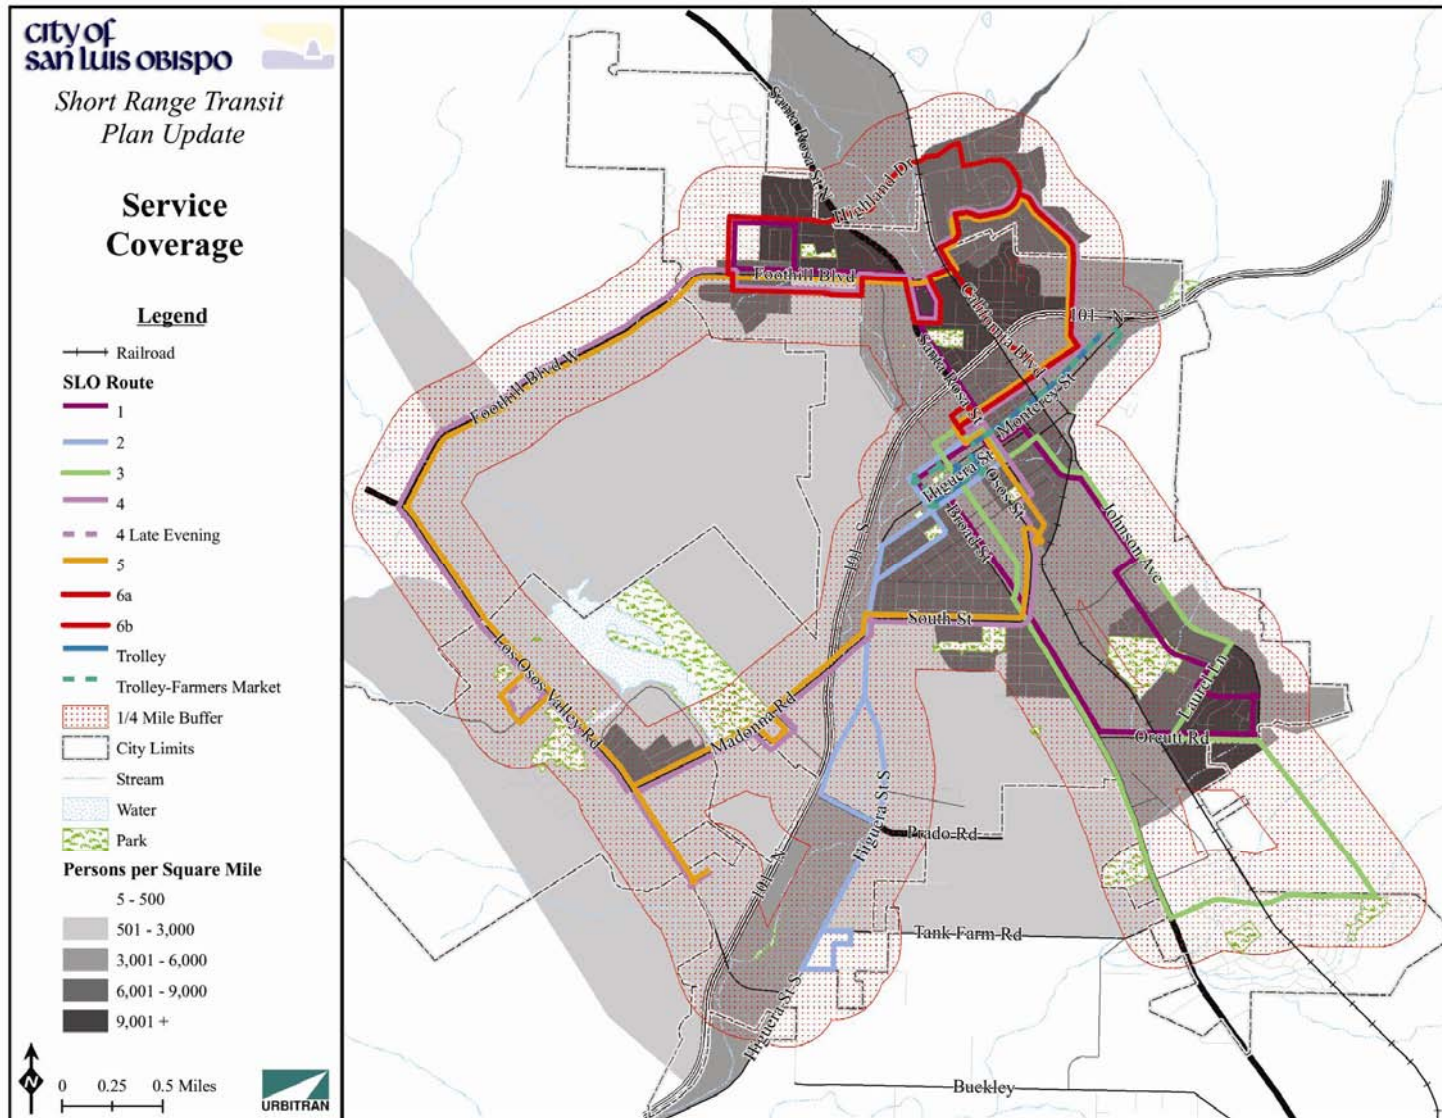 city of
san luis obispo
Short Range Transit
Plan Update
Service
Coverage
Legend
Railroad
SLO Route
1
2
3
4
4 Late Evening
5
6a
6b
Trolley
Trolley-Farmers Market
1/4 Mile Buffer
City Limits
Stream
Water
Park
Persons per Square Mile
5 - 500
501 - 3,000
3,001 - 6,000
6,001 - 9,000
9,001 +
N
0 0.25 0.5 Miles
URBITRAN
Santa Rosa St N
Highland Dr
Foothill Blvd
California Blvd
101 N
Foothill Blvd W
Santa Rosa St
Monterey St
Higuera St
Osos St
Broad St
101 S
Johnson Ave
South St
Laurel Ln
Los Osos Valley Rd
Madonna Rd
Orcutt Rd
Higuera St S
Prado Rd
101 N
Tank Farm Rd
Higuera St S
Buckley